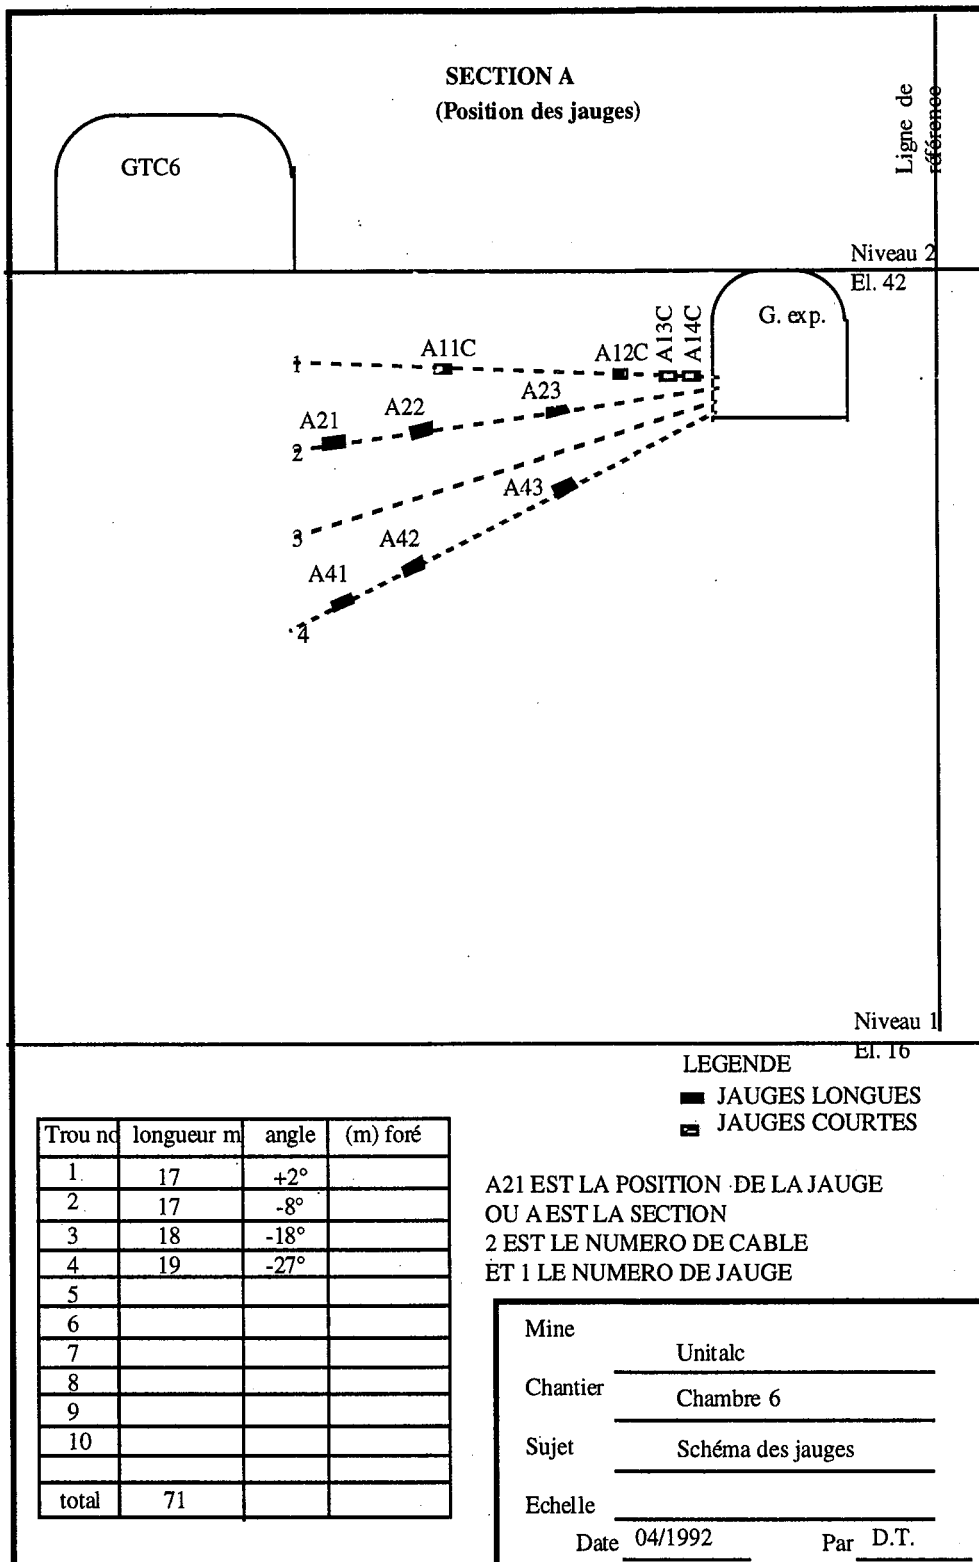 SECTION A
(Position des jauges)
Ligne de
référence
GTC6
Niveau 2
El. 42
G. exp.
A11C
A12C
A13C
A14C
1
A21
A22
A23
2
A43
3
A42
A41
4
Niveau 1
El. 16
LEGENDE
JAUGES LONGUES
JAUGES COURTES
Trou no longueur m angle (m) foré
1 17 +2°
2 17 -8°
3 18 -18°
4 19 -27°
5
6
7
8
9
10
total 71
A21 EST LA POSITION DE LA JAUGE
OU A EST LA SECTION
2 EST LE NUMERO DE CABLE
ET 1 LE NUMERO DE JAUGE
Mine Unitalc
Chantier Chambre 6
Sujet Schéma des jauges
Echelle
Date 04/1992 Par D.T.